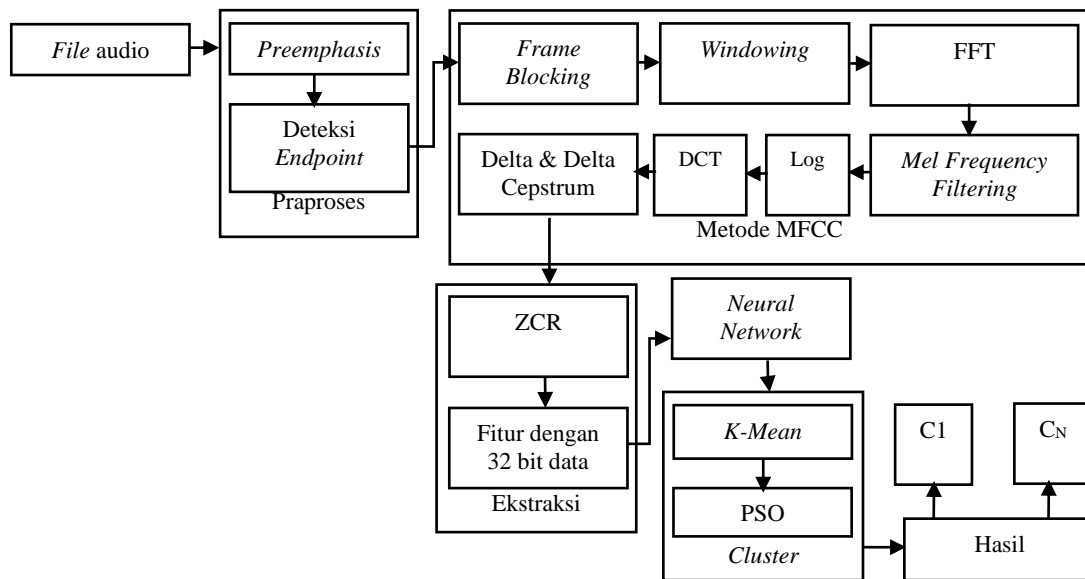 File audio
Preemphasis
Deteksi
Endpoint
Praproses
Frame
Blocking
Windowing
FFT
Mel Frequency
Filtering
Log
DCT
Delta & Delta
Cepstrum
Metode MFCC
ZCR
Fitur dengan
32 bit data
Ekstraksi
Neural
Network
K-Mean
PSO
Cluster
Hasil
C1
CN